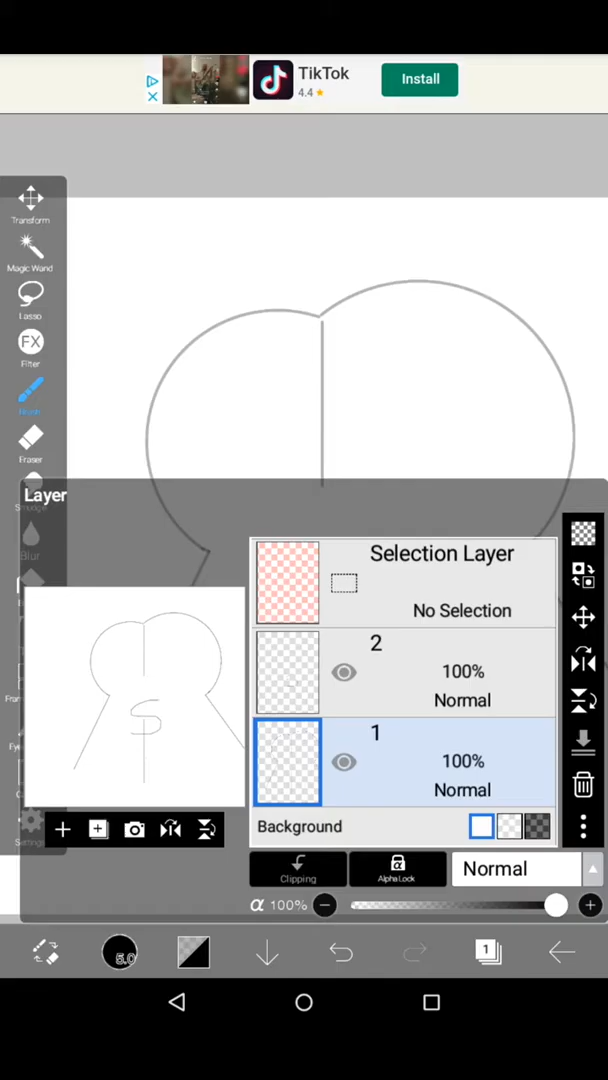 TikTok
4.4 ★
Install
Transform
Magic Wand
Lasso
FX
Filter
Brush
Eraser
Layer
Blur
Selection Layer
No Selection
2
100%
Normal
1
100%
Normal
Background
Clipping
α
Alpha Lock
Normal
α 100%
5.0
1